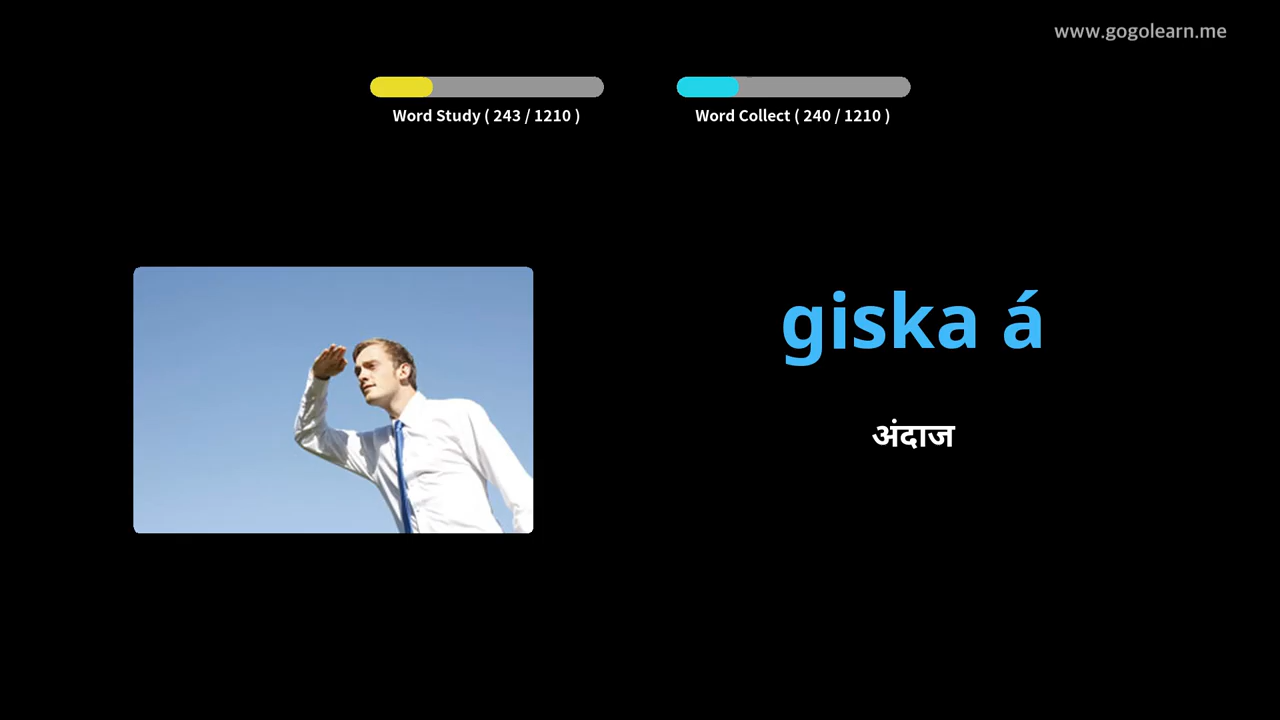 www.gogolearn.me
Word Study ( 243 / 1210 )
Word Collect ( 240 / 1210 )
giska á
अंदाज